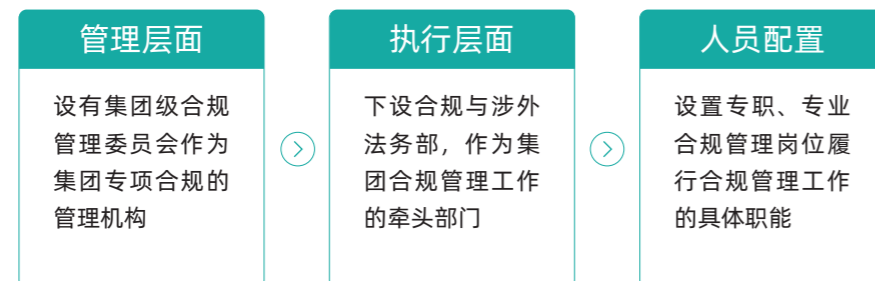 管理层面
设有集团级合规
管理委员会作为
集团专项合规的
管理机构
执行层面
下设合规与涉外
法务部，作为集
团合规管理工作
的牵头部门
人员配置
设置专职、专业
合规管理岗位履
行合规管理工作
的具体职能